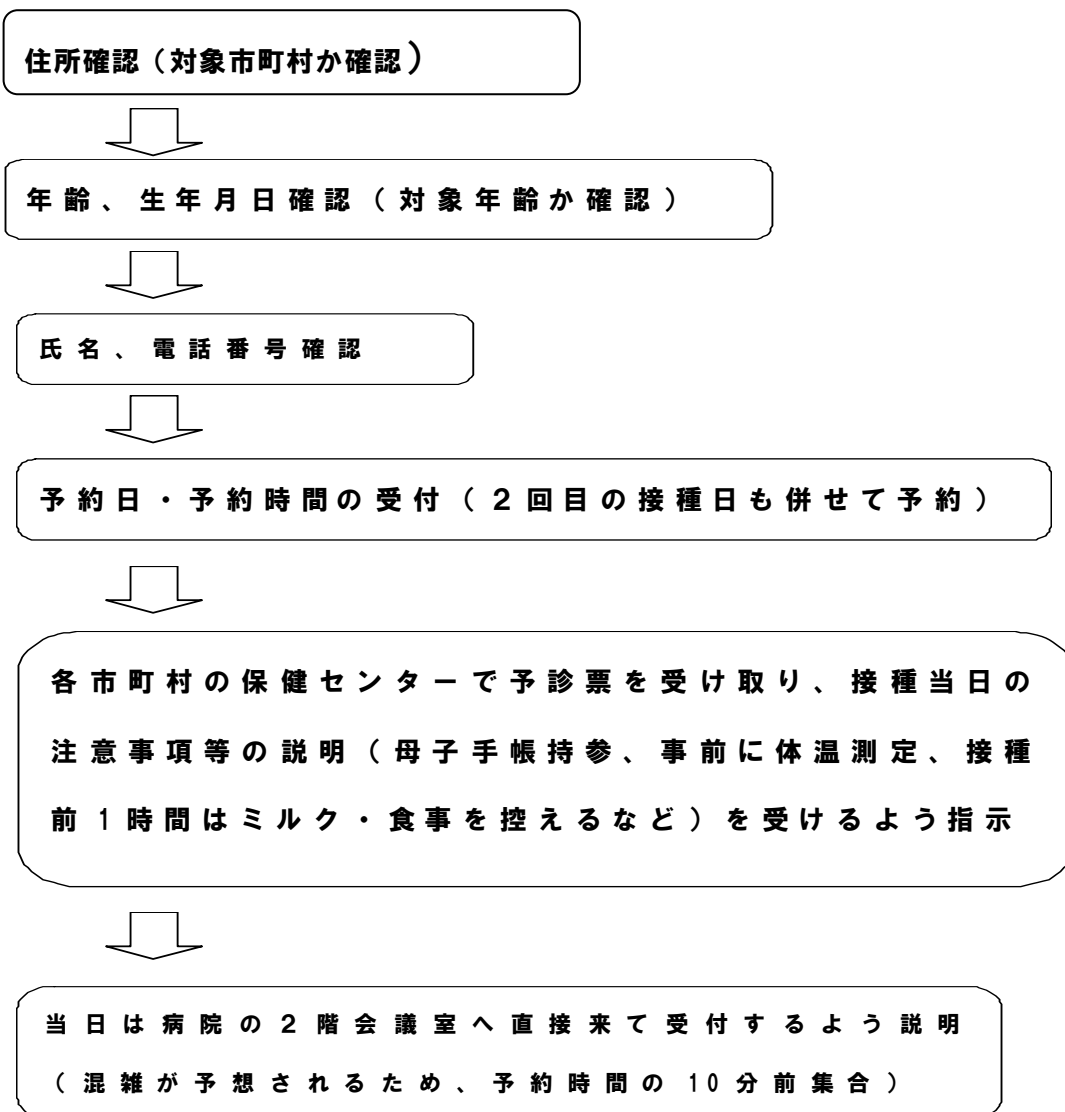 住所確認（対象市町村か確認）
年齢、生年月日確認（対象年齢か確認）
氏名、電話番号確認
予約日・予約時間の受付（２回目の接種日も併せて予約）
各市町村の保健センターで予診票を受け取り、接種当日の
注意事項等の説明（母子手帳持参、事前に体温測定、接種
前1時間はミルク・食事を控えるなど）を受けるよう指示
当日は病院の２階会議室へ直接来て受付するよう説明
（混雑が予想されるため、予約時間の10分前集合）